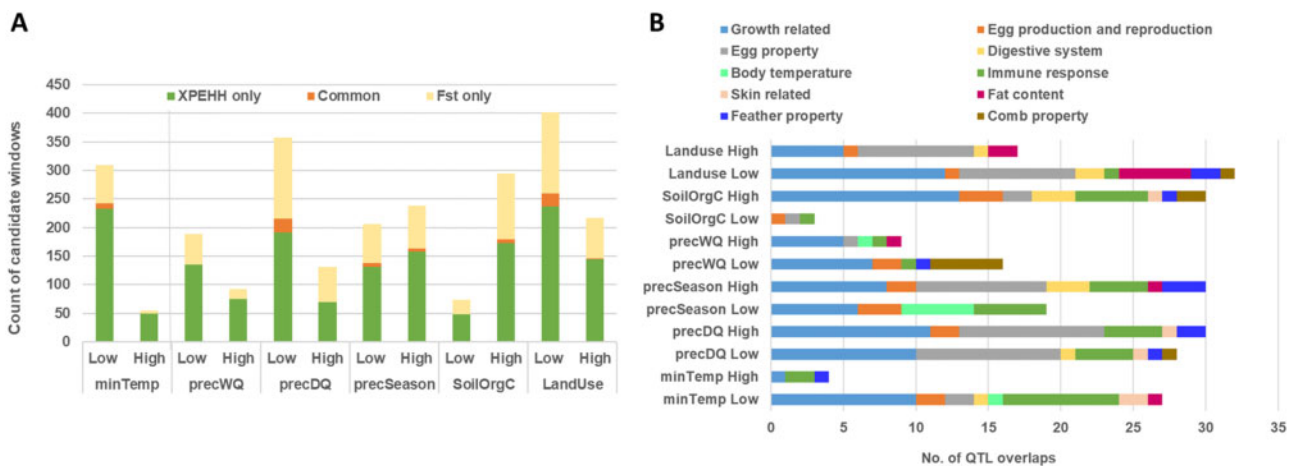 A
Count of candidate windows
450
400
350
300
250
200
150
100
50
0
XPEHH only Common Fst only
Low High Low High Low High Low High Low High Low High
minTemp precWQ precDQ precSeason SoilOrgC LandUse
B
Growth related Egg production and reproduction
Egg property Digestive system
Body temperature Immune response
Skin related Fat content
Feather property Comb property
Landuse High
Landuse Low
SoilOrgC High
SoilOrgC Low
precWQ High
precWQ Low
precSeason High
precSeason Low
precDQ High
precDQ Low
minTemp High
minTemp Low
0 5 10 15 20 25 30 35
No. of QTL overlaps